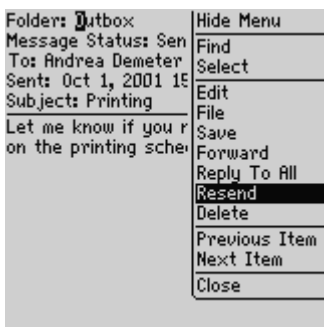 Folder: Outbox
Message Status: Sen
To: Andrea Demeter
Sent: Oct 1, 2001 15
Subject: Printing
Let me know if you r
on the printing sche
Hide Menu
Find
Select
Edit
File
Save
Forward
Reply To All
Resend
Delete
Previous Item
Next Item
Close